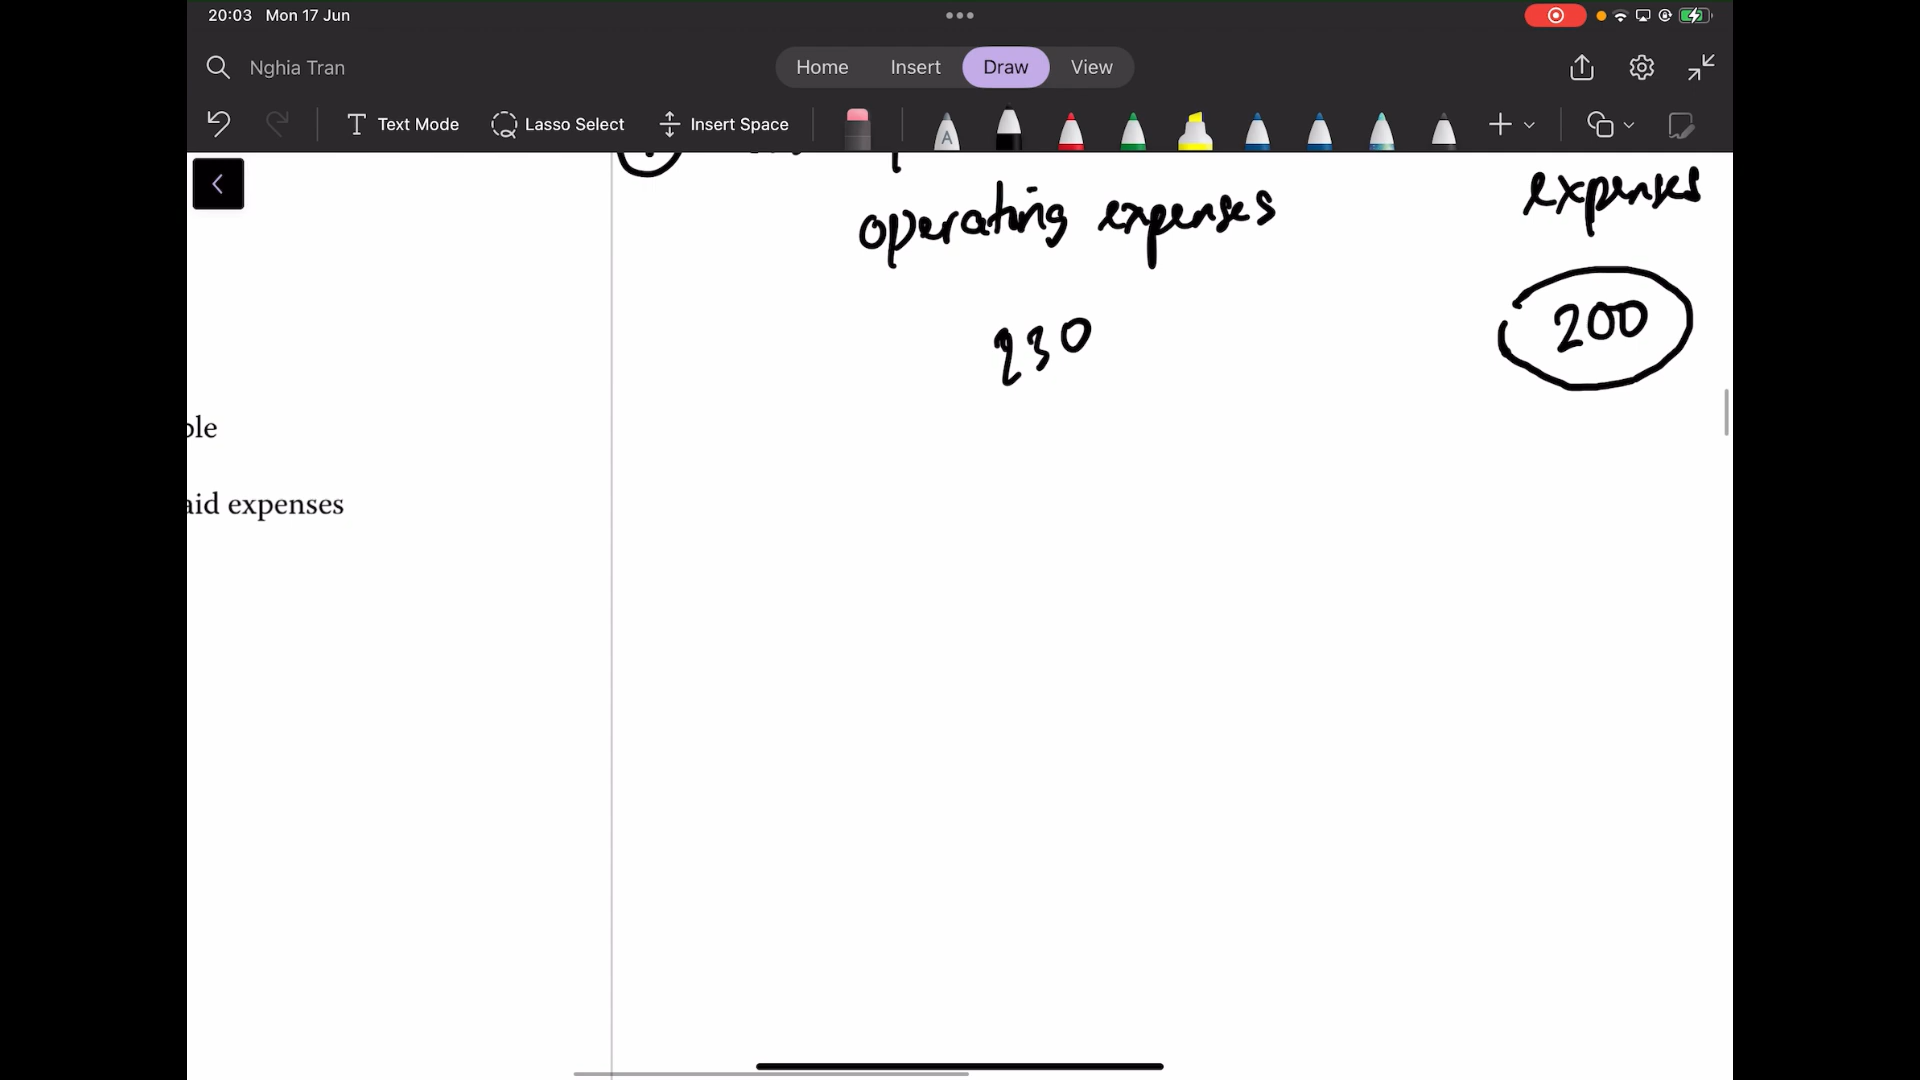 20:03 Mon 17 Jun
Nghia Tran
Home Insert Draw View
Text Mode Lasso Select Insert Space
A
operating expenses
expenses
230
200
ple
aid expenses